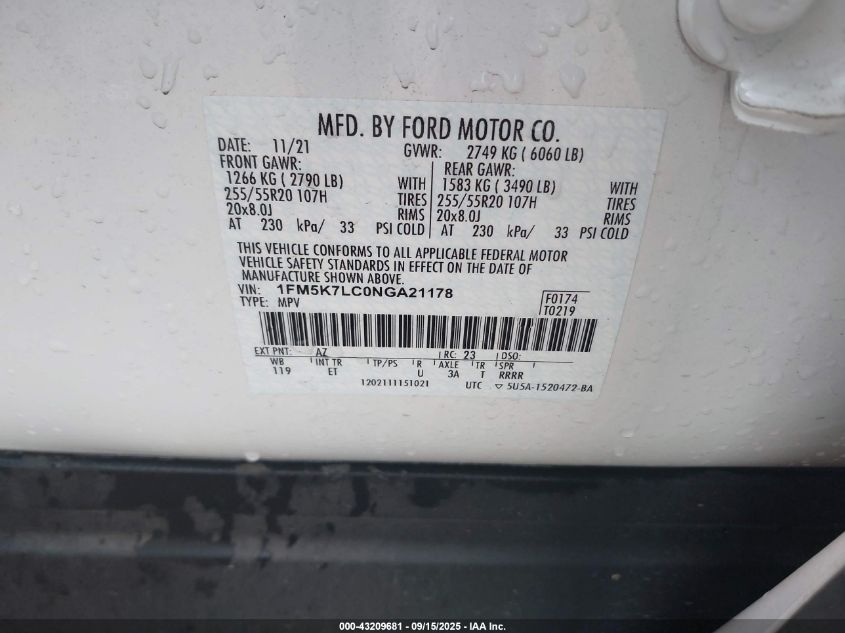 MFD. BY FORD MOTOR CO.
DATE: 11/21 GVWR: 2749 KG ( 6060 LB)
FRONT GAWR: REAR GAWR:
1266 KG ( 2790 LB) WITH 1583 KG ( 3490 LB) WITH
255/55R20 107H TIRES 255/55R20 107H TIRES
20x8.0J RIMS 20x8.0J RIMS
AT 230 kPa/ 33 PSI COLD AT 230 kPa/ 33 PSI COLD
THIS VEHICLE CONFORMS TO ALL APPLICABLE FEDERAL MOTOR
VEHICLE SAFETY STANDARDS IN EFFECT ON THE DATE OF
MANUFACTURE SHOWN ABOVE.
VIN: 1FM5K7LC0NGA21178
TYPE: MPV
F0174
T0219
EXT PNT: AZ RC: 23 DSO:
WB INT TR TP/PS R AXLE TR SPR
119 ET U 3A T RRRR
1202111151021 UTC ▽ 5U5A-1520472-BA
000-43209681 - 09/15/2025 - IAA Inc.